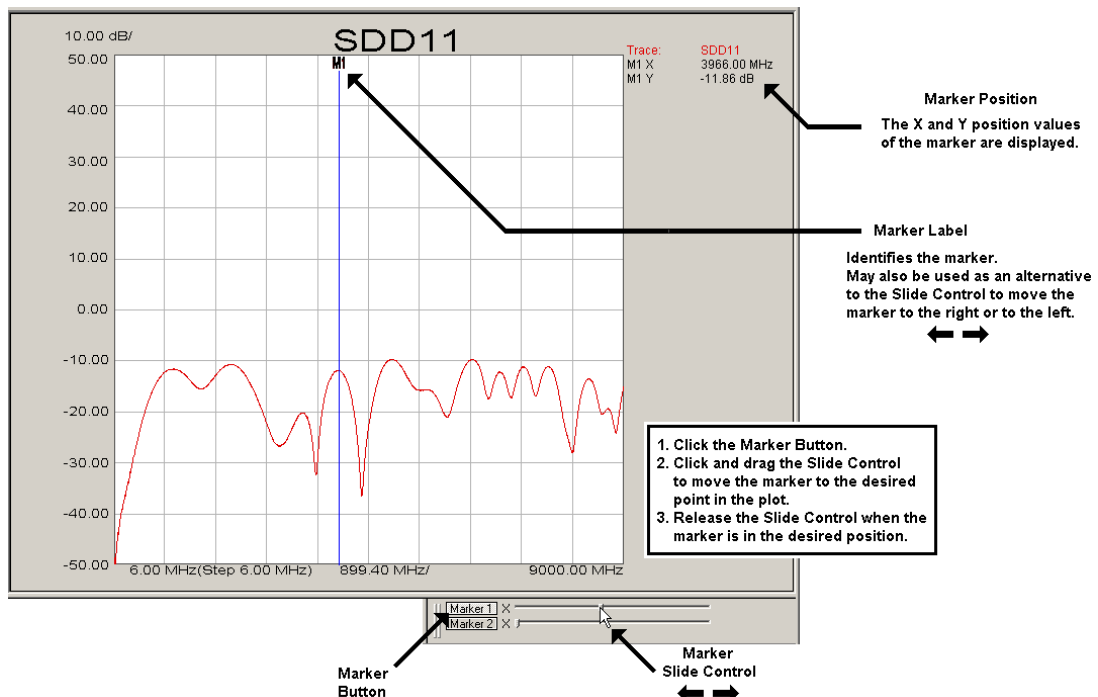 10.00 dB/
SDD11
50.00
40.00
30.00
20.00
10.00
0.00
-10.00
-20.00
-30.00
-40.00
-50.00
M1
6.00 MHz(Step 6.00 MHz)
899.40 MHz/
9000.00 MHz
Trace: SDD11
M1 X 3966.00 MHz
M1 Y -11.86 dB
Marker Position
The X and Y position values
of the marker are displayed.
Marker Label
Identifies the marker.
May also be used as an alternative
to the Slide Control to move the
marker to the right or to the left.
1. Click the Marker Button.
2. Click and drag the Slide Control
to move the marker to the desired
point in the plot.
3. Release the Slide Control when the
marker is in the desired position.
Marker 1 X
Marker 2 X
Marker
Button
Marker
Slide Control